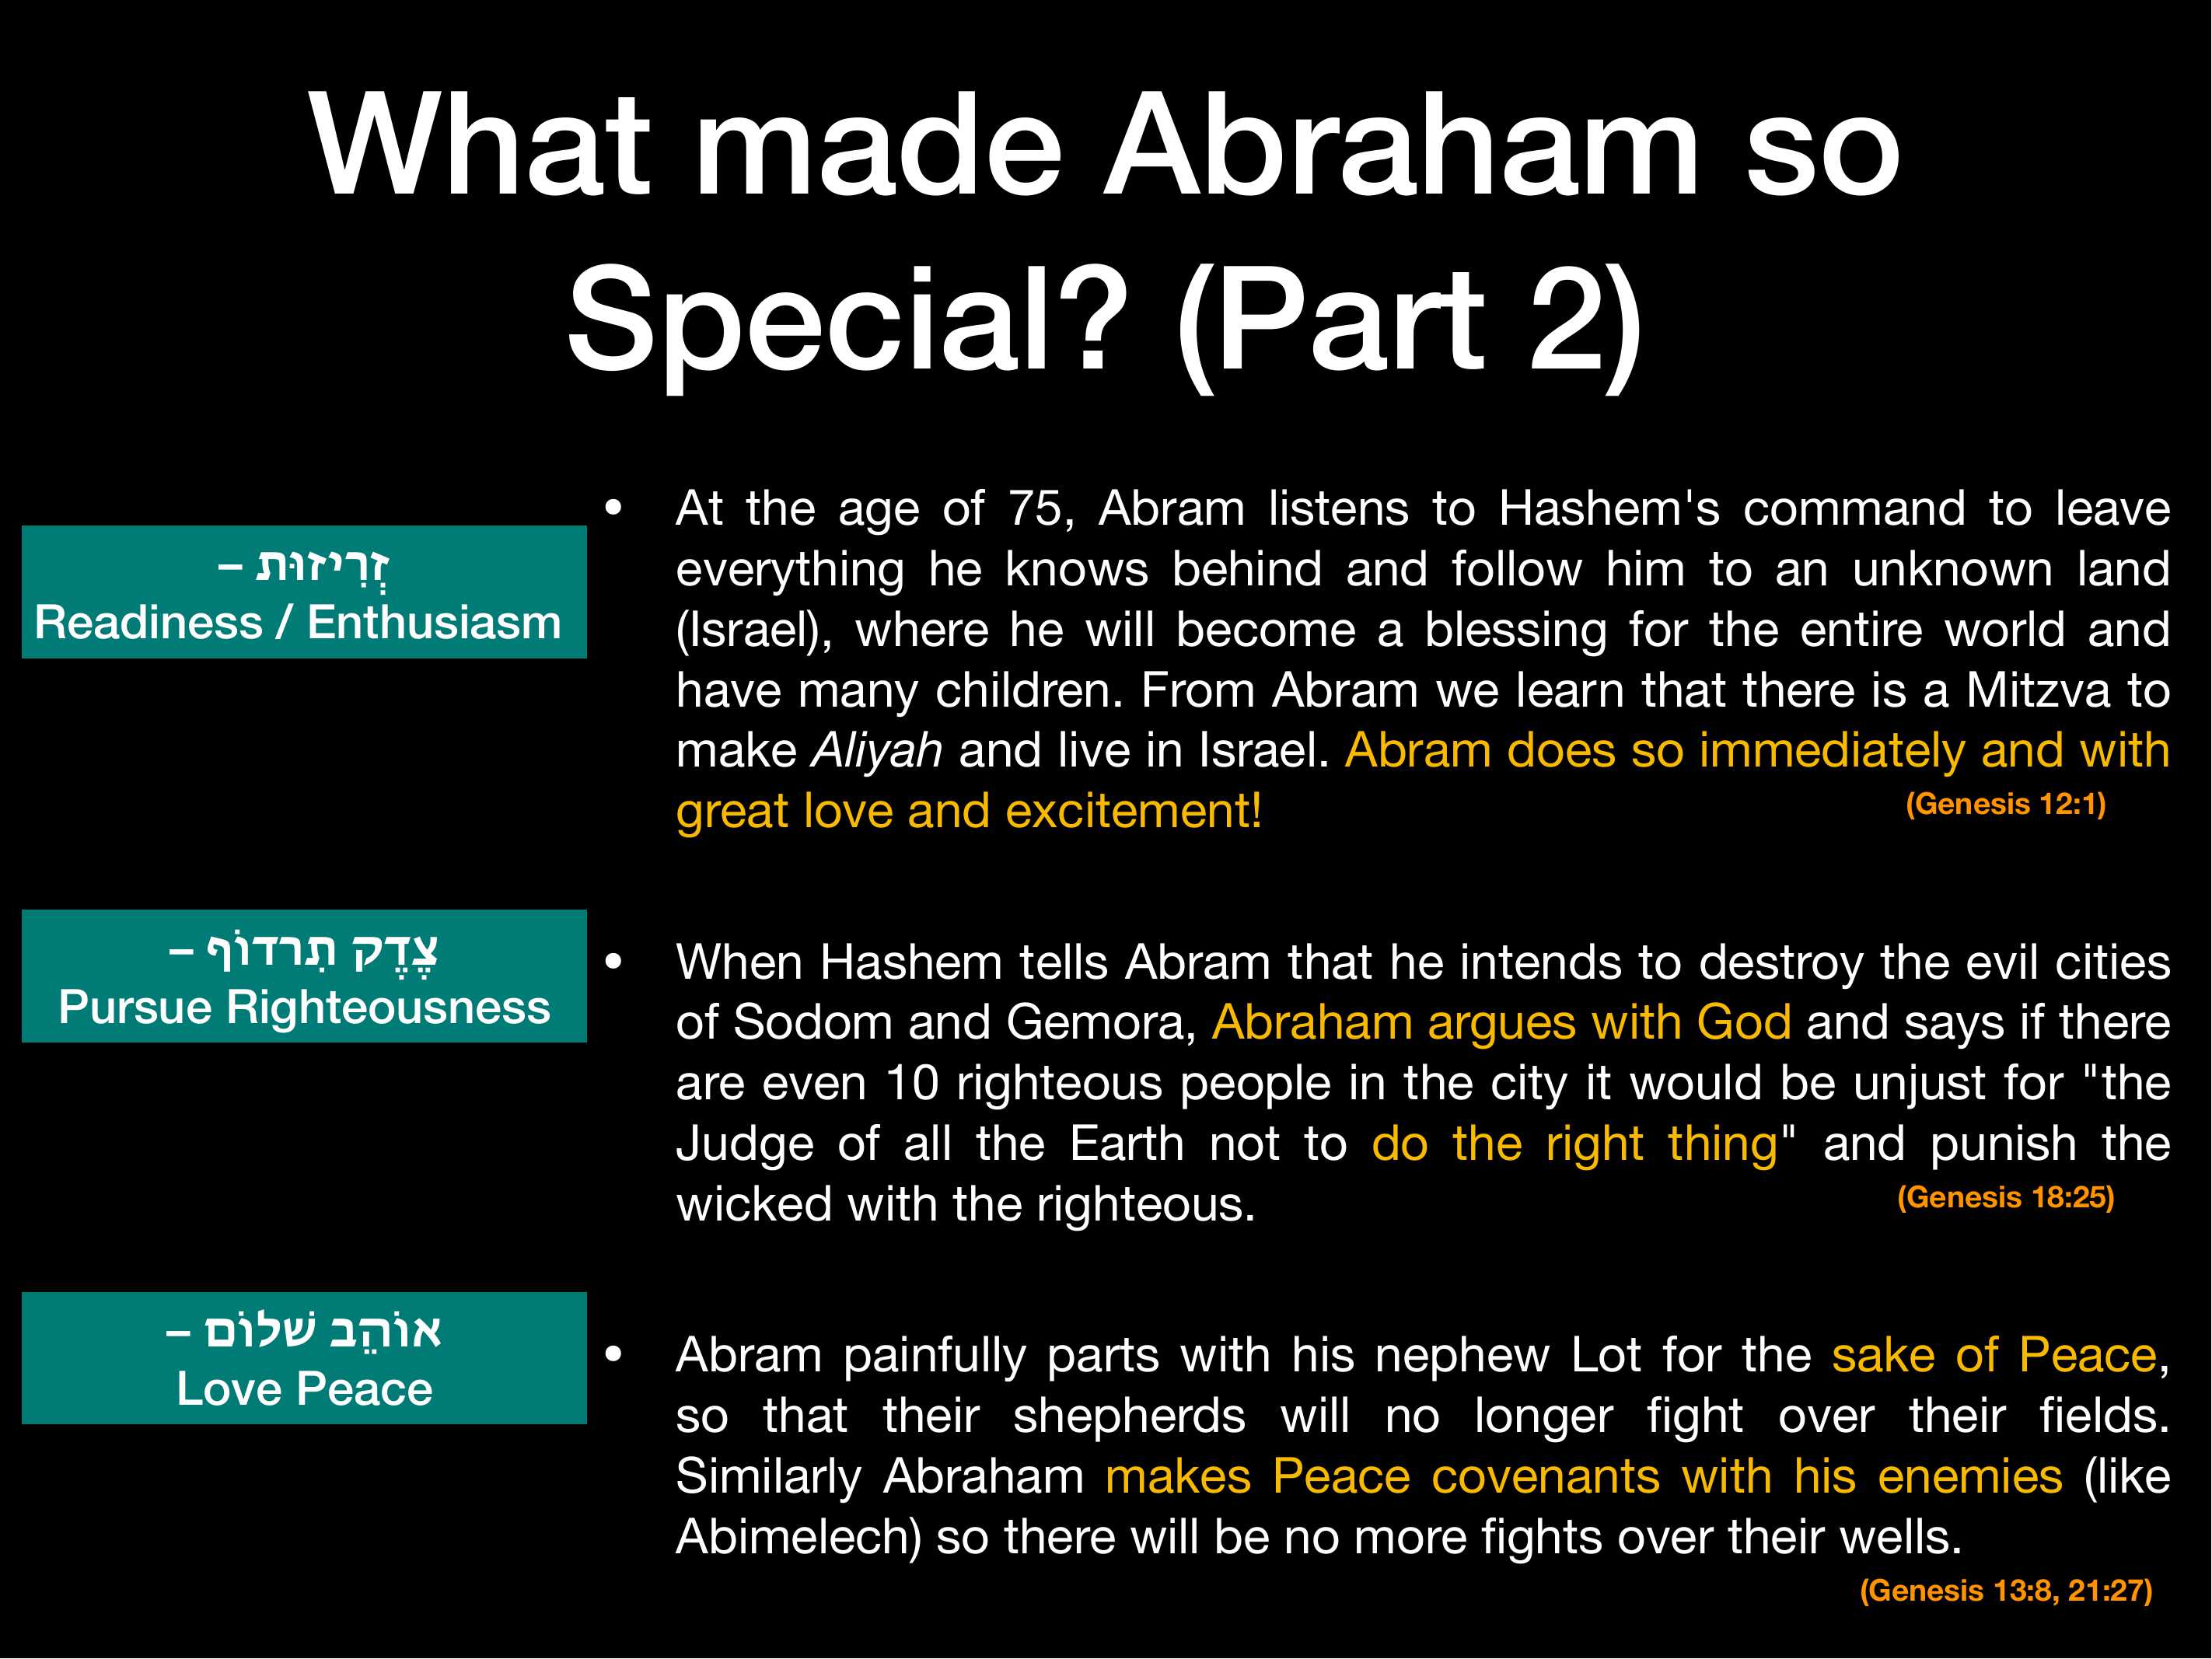 What made Abraham so
Special? (Part 2)
זְרִיזוּת –
Readiness / Enthusiasm
• At the age of 75, Abram listens to Hashem's command to leave
everything he knows behind and follow him to an unknown land
(Israel), where he will become a blessing for the entire world and
have many children. From Abram we learn that there is a Mitzva to
make Aliyah and live in Israel. Abram does so immediately and with
great love and excitement!
(Genesis 12:1)
צֶדֶק תִרדוֹף –
Pursue Righteousness
• When Hashem tells Abram that he intends to destroy the evil cities
of Sodom and Gemora, Abraham argues with God and says if there
are even 10 righteous people in the city it would be unjust for "the
Judge of all the Earth not to do the right thing" and punish the
wicked with the righteous.
(Genesis 18:25)
אוֹהֵב שׁלוֹם –
Love Peace
• Abram painfully parts with his nephew Lot for the sake of Peace,
so that their shepherds will no longer fight over their fields.
Similarly Abraham makes Peace covenants with his enemies (like
Abimelech) so there will be no more fights over their wells.
(Genesis 13:8, 21:27)